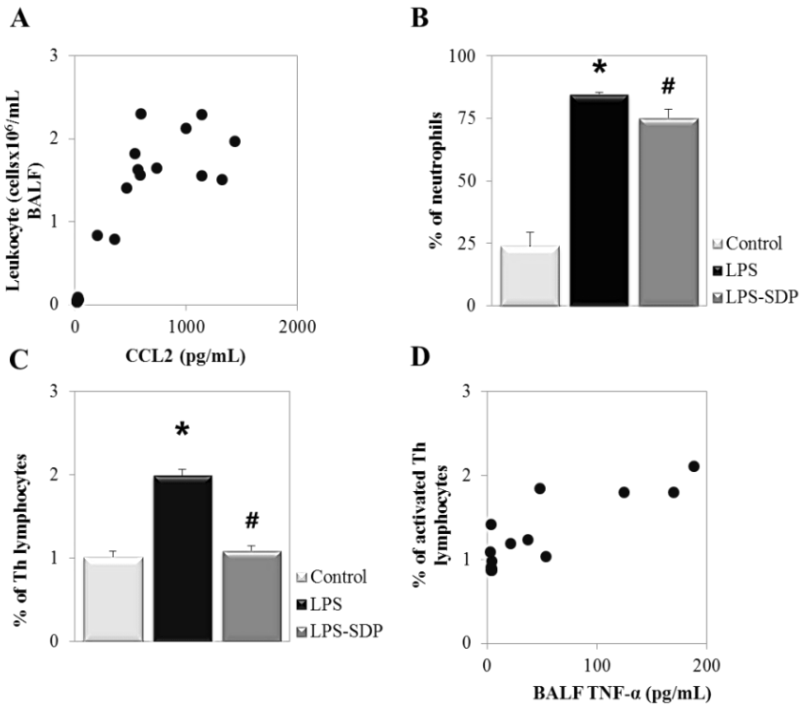 A
Leukocyte (cellsx10⁶/mL
BALF)
3
2
1
0
0
1000
2000
CCL2 (pg/mL)
B
% of neutrophils
100
75
50
25
0
*
#
Control
LPS
LPS-SDP
C
% of Th lymphocytes
3
2
1
0
*
#
Control
LPS
LPS-SDP
D
% of activated Th
lymphocytes
3
2
1
0
0
100
200
BALF TNF-α (pg/mL)